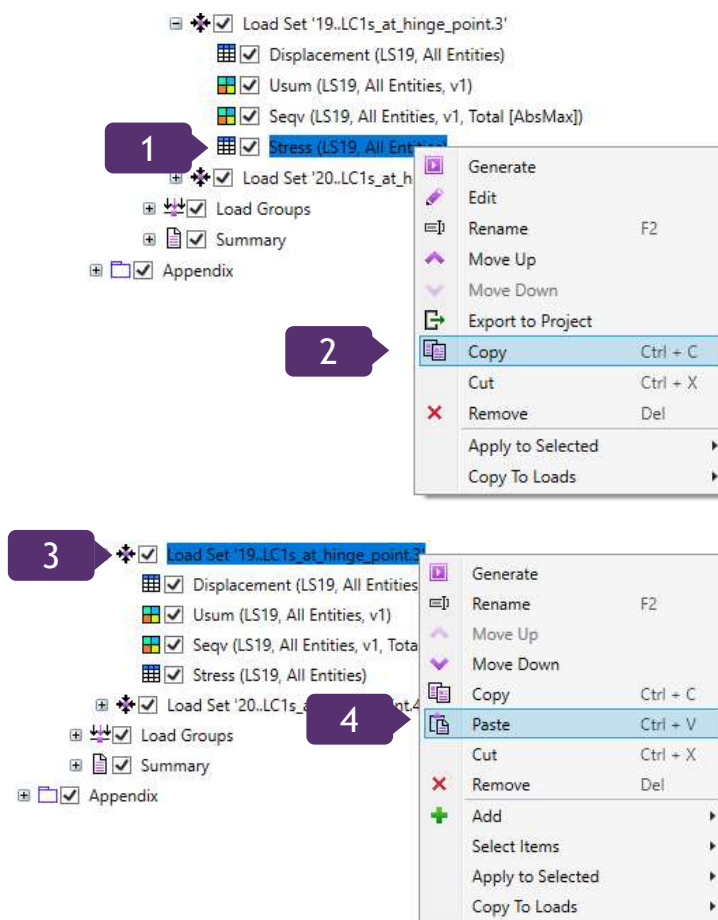 Load Set '19..LC1s_at_hinge_point.3'
Displacement (LS19, All Entities)
Usum (LS19, All Entities, v1)
Seqv (LS19, All Entities, v1, Total [AbsMax])
1
Stress (LS19, All Entities)
Load Set '20..LC1s_at_h
Load Groups
Summary
Appendix
Generate
Edit
Rename F2
Move Up
Move Down
Export to Project
2
Copy Ctrl + C
Cut Ctrl + X
Remove Del
Apply to Selected
Copy To Loads
3
Load Set '19..LC1s_at_hinge_point.3'
Displacement (LS19, All Entities
Usum (LS19, All Entities, v1)
Seqv (LS19, All Entities, v1, Tota
Stress (LS19, All Entities)
Load Set '20..LC1s_a nt.4
Load Groups
Summary
Appendix
Generate
Rename F2
Move Up
Move Down
Copy Ctrl + C
4
Paste Ctrl + V
Cut Ctrl + X
Remove Del
Add
Select Items
Apply to Selected
Copy To Loads